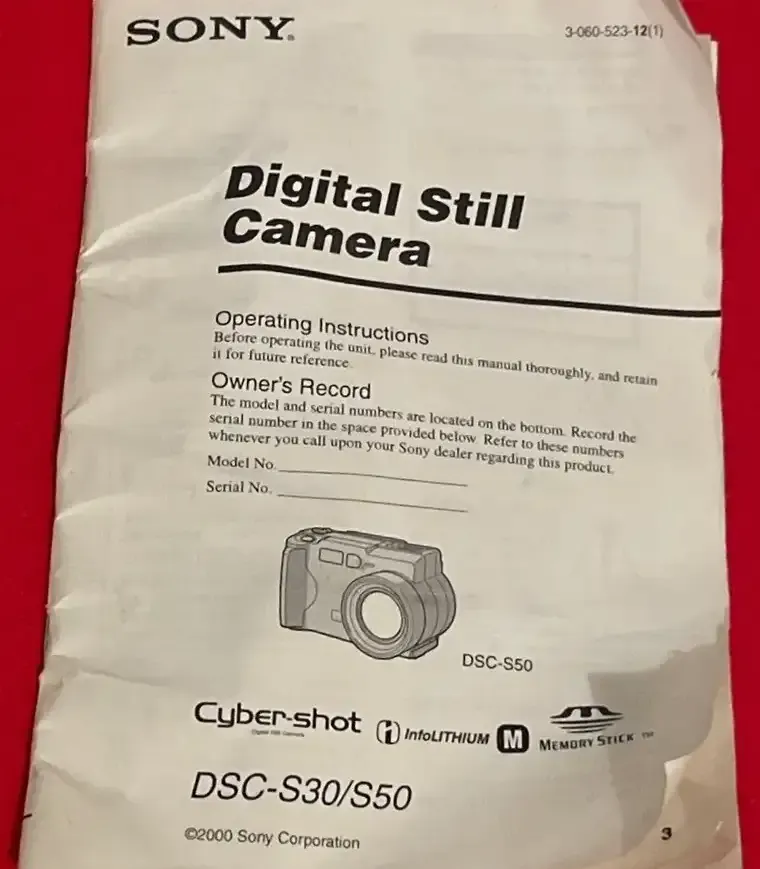 SONY®
3-060-523-12(1)
Digital Still
Camera
Operating Instructions
Before operating the unit, please read this manual thoroughly, and retain
it for future reference.
Owner's Record
The model and serial numbers are located on the bottom. Record the
serial number in the space provided below. Refer to these numbers
whenever you call upon your Sony dealer regarding this product.
Model No.
Serial No.
DSC-S50
Cyber-shot
Digital Still Camera
InfoLITHIUM M
MEMORY STICK ™
DSC-S30/S50
©2000 Sony Corporation
3